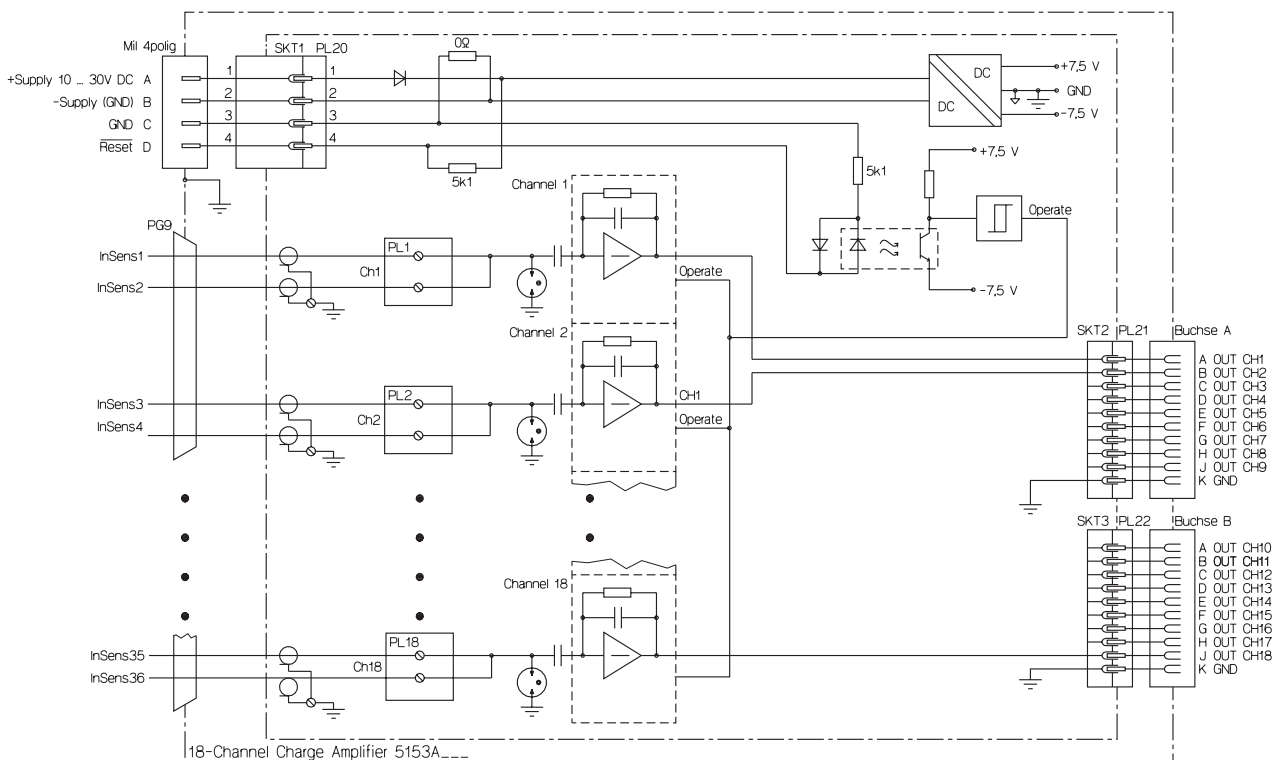 Mil 4polig
SKT1 PL20
0Ω
+Supply 10 ... 30V DC A
1 1
-Supply (GND) B
2 2
GND C
3 3
Reset D
4 4
5k1
DC
DC
+7,5 V
GND
-7,5 V
+7,5 V
5k1
Operate
-7,5 V
PG9
InSens1
InSens2
PL1
Ch1
Channel 1
Operate
InSens3
InSens4
PL2
Ch2
Channel 2
CH1
Operate
InSens35
InSens36
PL18
Ch18
Channel 18
SKT2 PL21
Buchse A
A OUT CH1
B OUT CH2
C OUT CH3
D OUT CH4
E OUT CH5
F OUT CH6
G OUT CH7
H OUT CH8
J OUT CH9
K GND
SKT3 PL22
Buchse B
A OUT CH10
B OUT CH11
C OUT CH12
D OUT CH13
E OUT CH14
F OUT CH15
G OUT CH16
H OUT CH17
J OUT CH18
K GND
18-Channel Charge Amplifier 5153A___